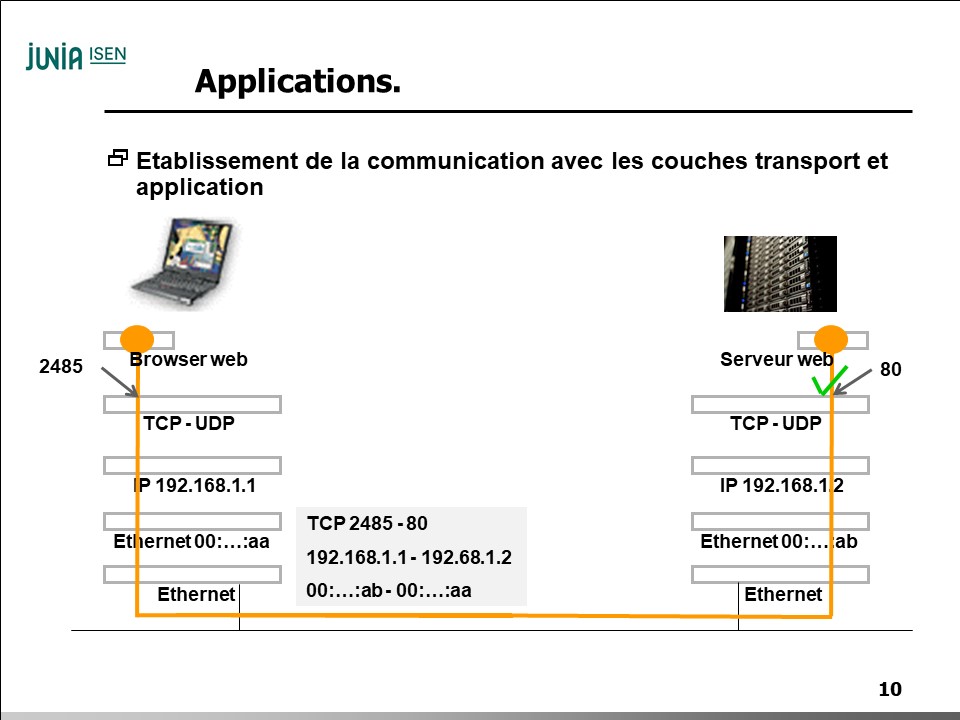 JUNIA ISEN
Applications.
Etablissement de la communication avec les couches transport et
application
Browser web
Serveur web
2485
80
TCP - UDP
TCP - UDP
IP 192.168.1.1
IP 192.168.1.2
TCP 2485 - 80
192.168.1.1 - 192.68.1.2
00:…:ab - 00:…:aa
Ethernet 00:…:aa
Ethernet 00:…:ab
Ethernet
Ethernet
10